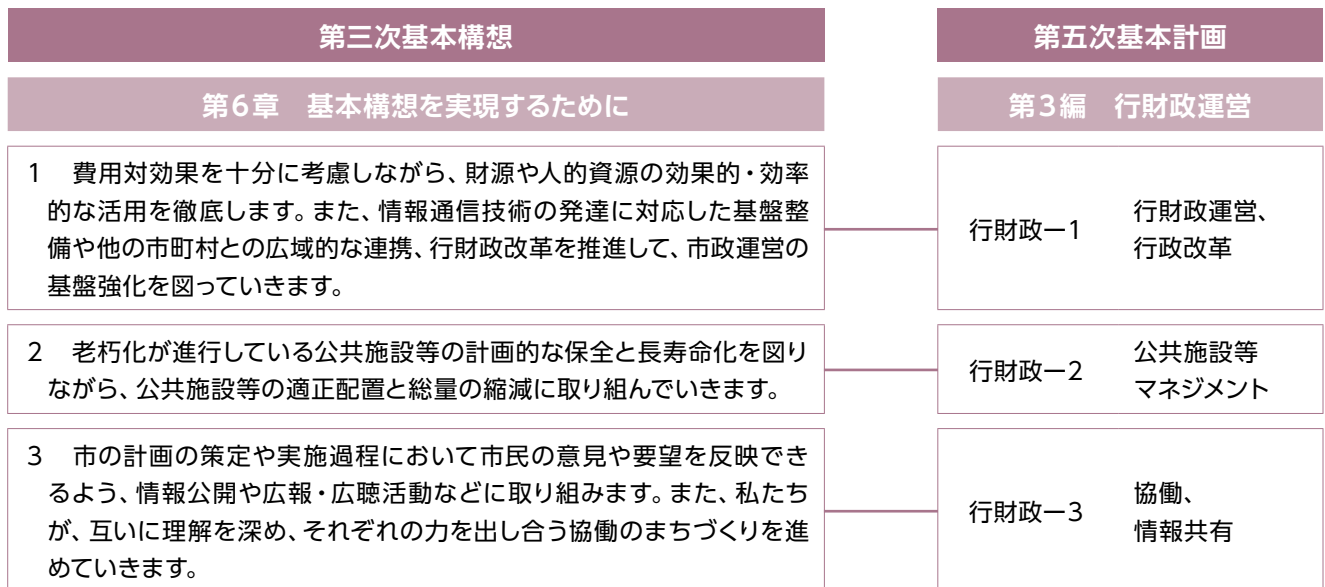 第三次基本構想
第五次基本計画
第6章　基本構想を実現するために
第3編　行財政運営
1　費用対効果を十分に考慮しながら、財源や人的資源の効果的・効率
的な活用を徹底します。また、情報通信技術の発達に対応した基盤整
備や他の市町村との広域的な連携、行財政改革を推進して、市政運営の
基盤強化を図っていきます。
行財政ー1
行財政運営、
行政改革
2　老朽化が進行している公共施設等の計画的な保全と長寿命化を図り
ながら、公共施設等の適正配置と総量の縮減に取り組んでいきます。
行財政ー2
公共施設等
マネジメント
3　市の計画の策定や実施過程において市民の意見や要望を反映でき
るよう、情報公開や広報・広聴活動などに取り組みます。また、私たち
が、互いに理解を深め、それぞれの力を出し合う協働のまちづくりを進
めていきます。
行財政ー3
協働、
情報共有